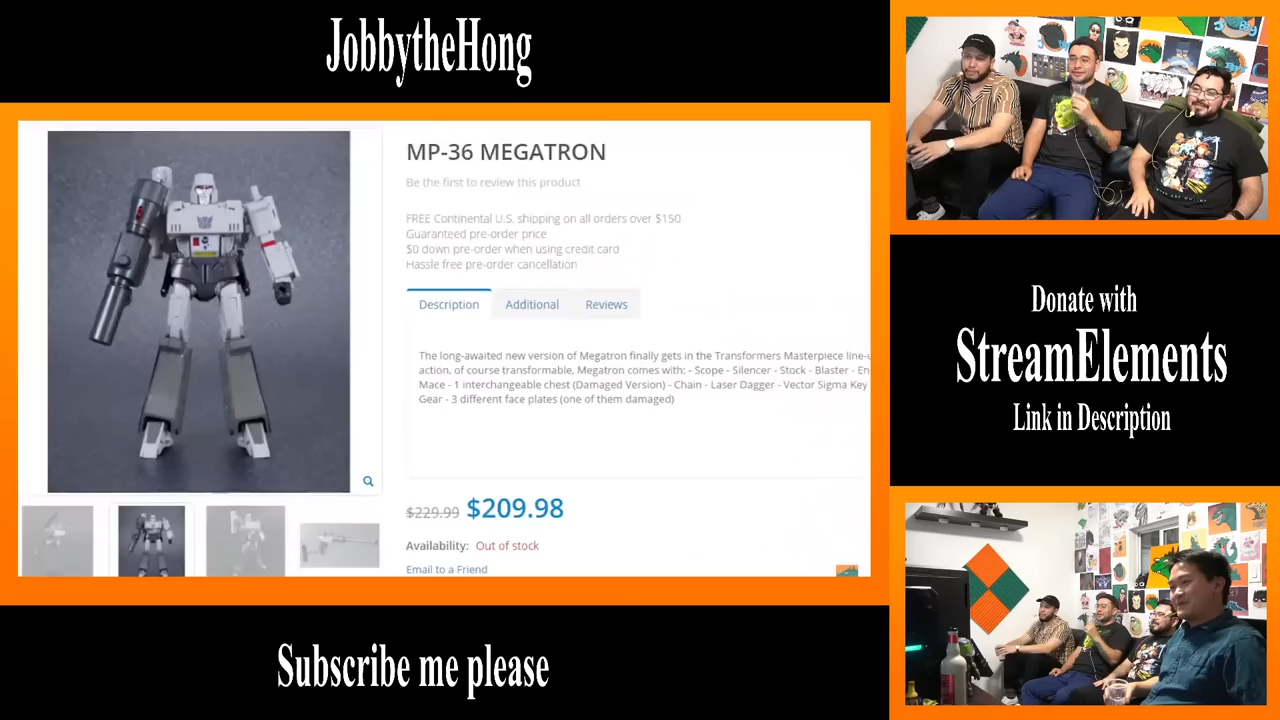 JobbytheHong
MP-36 MEGATRON
Be the first to review this product
FREE Continental U.S. shipping on all orders over $150
Guaranteed pre-order price
$0 down pre-order when using credit card
Hassle free pre-order cancellation
Description Additional Reviews
The long-awaited new version of Megatron finally gets in the Transformers Masterpiece line-
action, of course transformable, Megatron comes with: - Scope - Silencer - Stock - Blaster - En
Mace - 1 interchangeable chest (Damaged Version) - Chain - Laser Dagger - Vector Sigma Key
Gear - 3 different face plates (one of them damaged)
$229.99 $209.98
Availability: Out of stock
Email to a Friend
Subscribe me please
Donate with
StreamElements
Link in Description